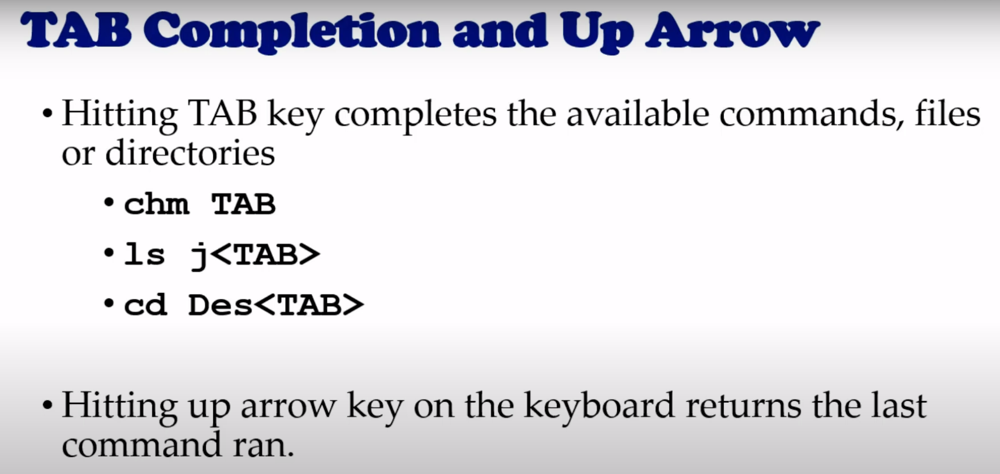 TAB Completion and Up Arrow
• Hitting TAB key completes the available commands, files
or directories
• chm TAB
• ls j<TAB>
• cd Des<TAB>
• Hitting up arrow key on the keyboard returns the last
command ran.